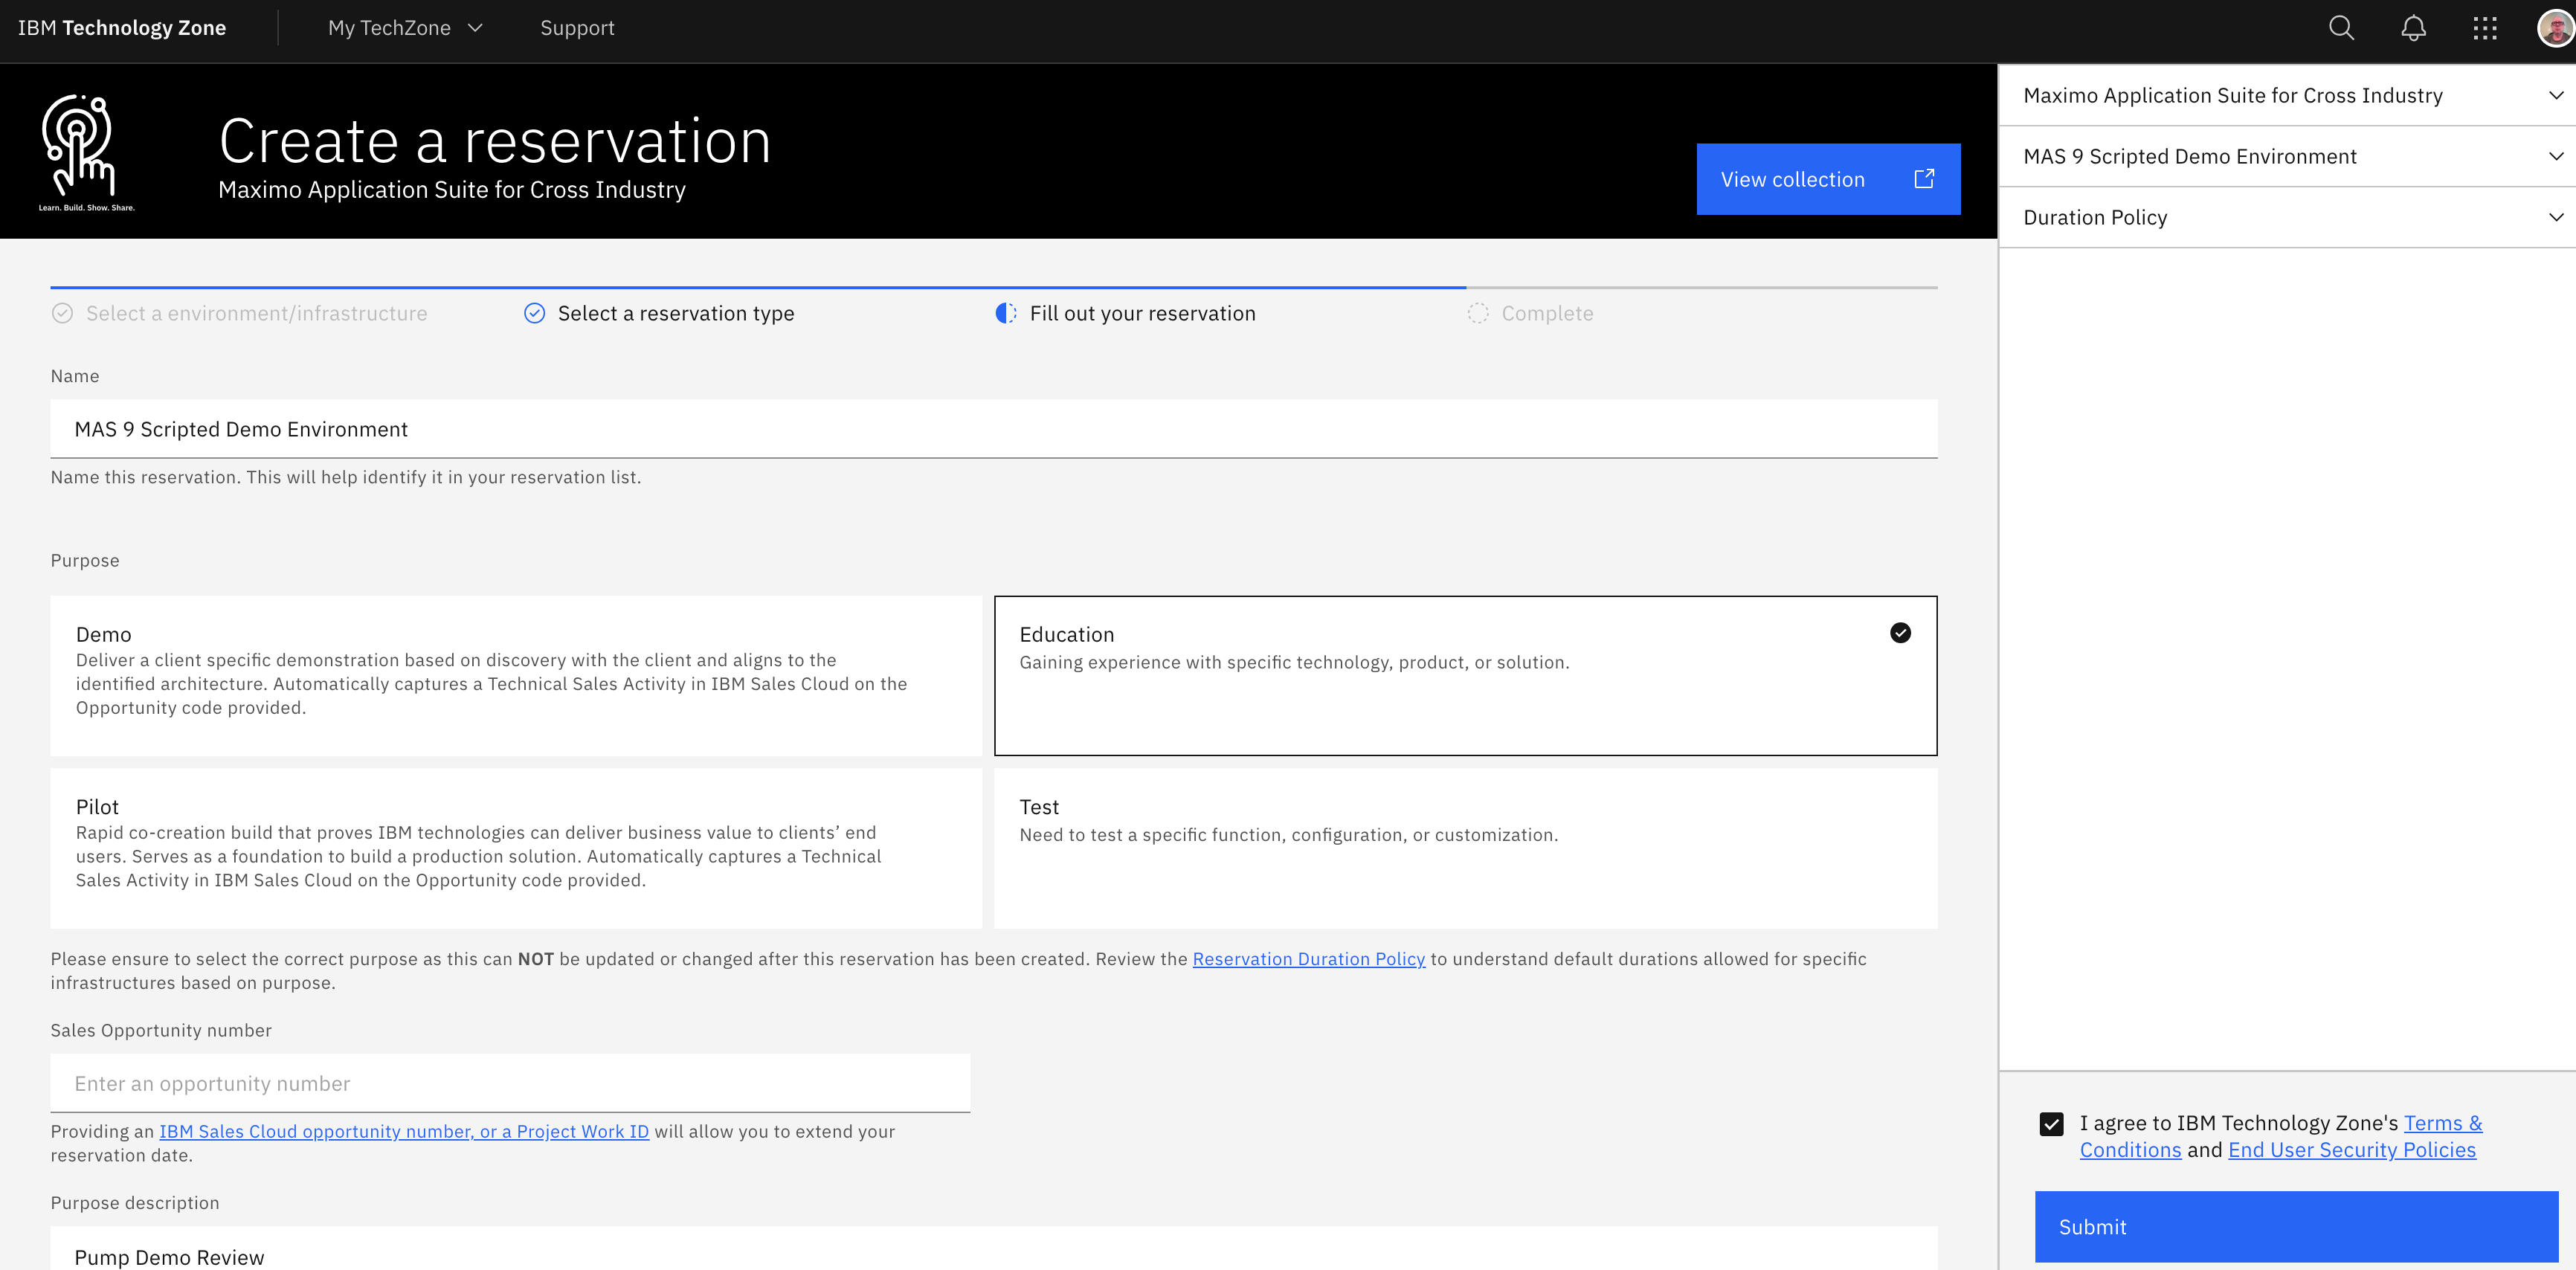 IBM Technology Zone
My TechZone
Support
Learn. Build. Show. Share.
Create a reservation
Maximo Application Suite for Cross Industry
View collection
Select a environment/infrastructure
Select a reservation type
Fill out your reservation
Complete
Name
MAS 9 Scripted Demo Environment
Name this reservation. This will help identify it in your reservation list.
Purpose
Demo
Deliver a client specific demonstration based on discovery with the client and aligns to the
identified architecture. Automatically captures a Technical Sales Activity in IBM Sales Cloud on the
Opportunity code provided.
Education
Gaining experience with specific technology, product, or solution.
Pilot
Rapid co-creation build that proves IBM technologies can deliver business value to clients’ end
users. Serves as a foundation to build a production solution. Automatically captures a Technical
Sales Activity in IBM Sales Cloud on the Opportunity code provided.
Test
Need to test a specific function, configuration, or customization.
Please ensure to select the correct purpose as this can NOT be updated or changed after this reservation has been created. Review the Reservation Duration Policy to understand default durations allowed for specific
infrastructures based on purpose.
Sales Opportunity number
Enter an opportunity number
Providing an IBM Sales Cloud opportunity number, or a Project Work ID will allow you to extend your
reservation date.
Purpose description
Pump Demo Review
Maximo Application Suite for Cross Industry
MAS 9 Scripted Demo Environment
Duration Policy
I agree to IBM Technology Zone's Terms &
Conditions and End User Security Policies
Submit